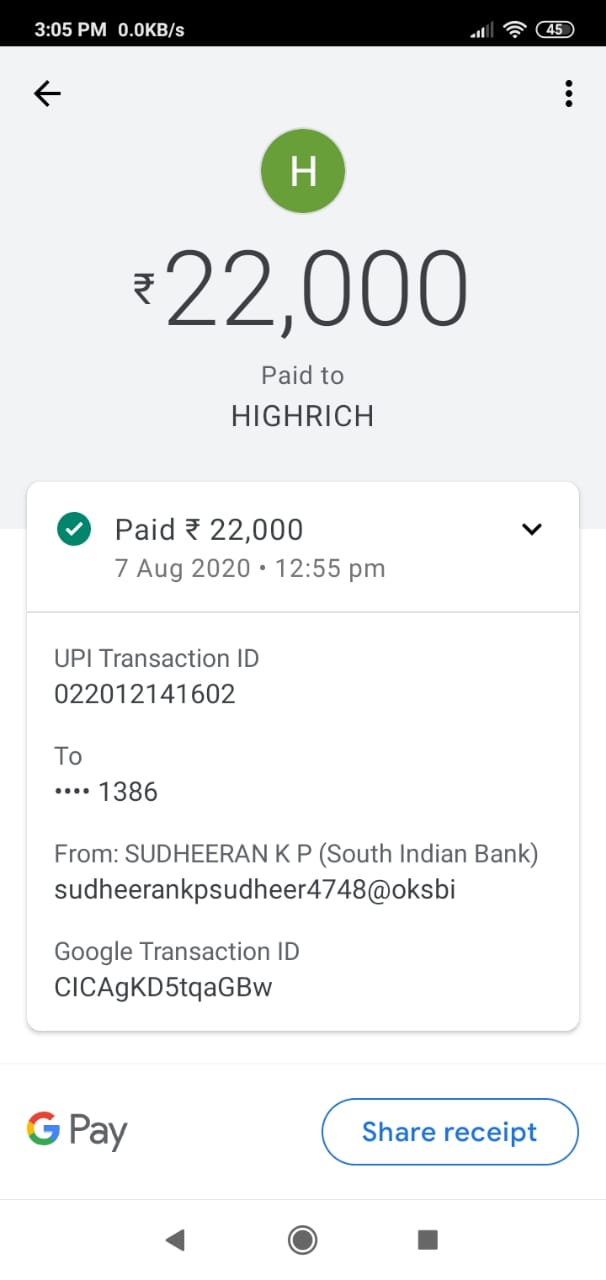 3:05 PM 0.0KB/s 45
H
₹22,000
Paid to
HIGHRICH
Paid ₹ 22,000
7 Aug 2020 • 12:55 pm
UPI Transaction ID
022012141602
To
•••• 1386
From: SUDHEERAN K P (South Indian Bank)
sudheerankpsudheer4748@oksbi
Google Transaction ID
CICAgKD5tqaGBw
G Pay Share receipt